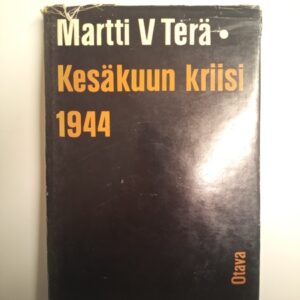 Martti V Terä •
Kesäkuun kriisi
1944
Otava